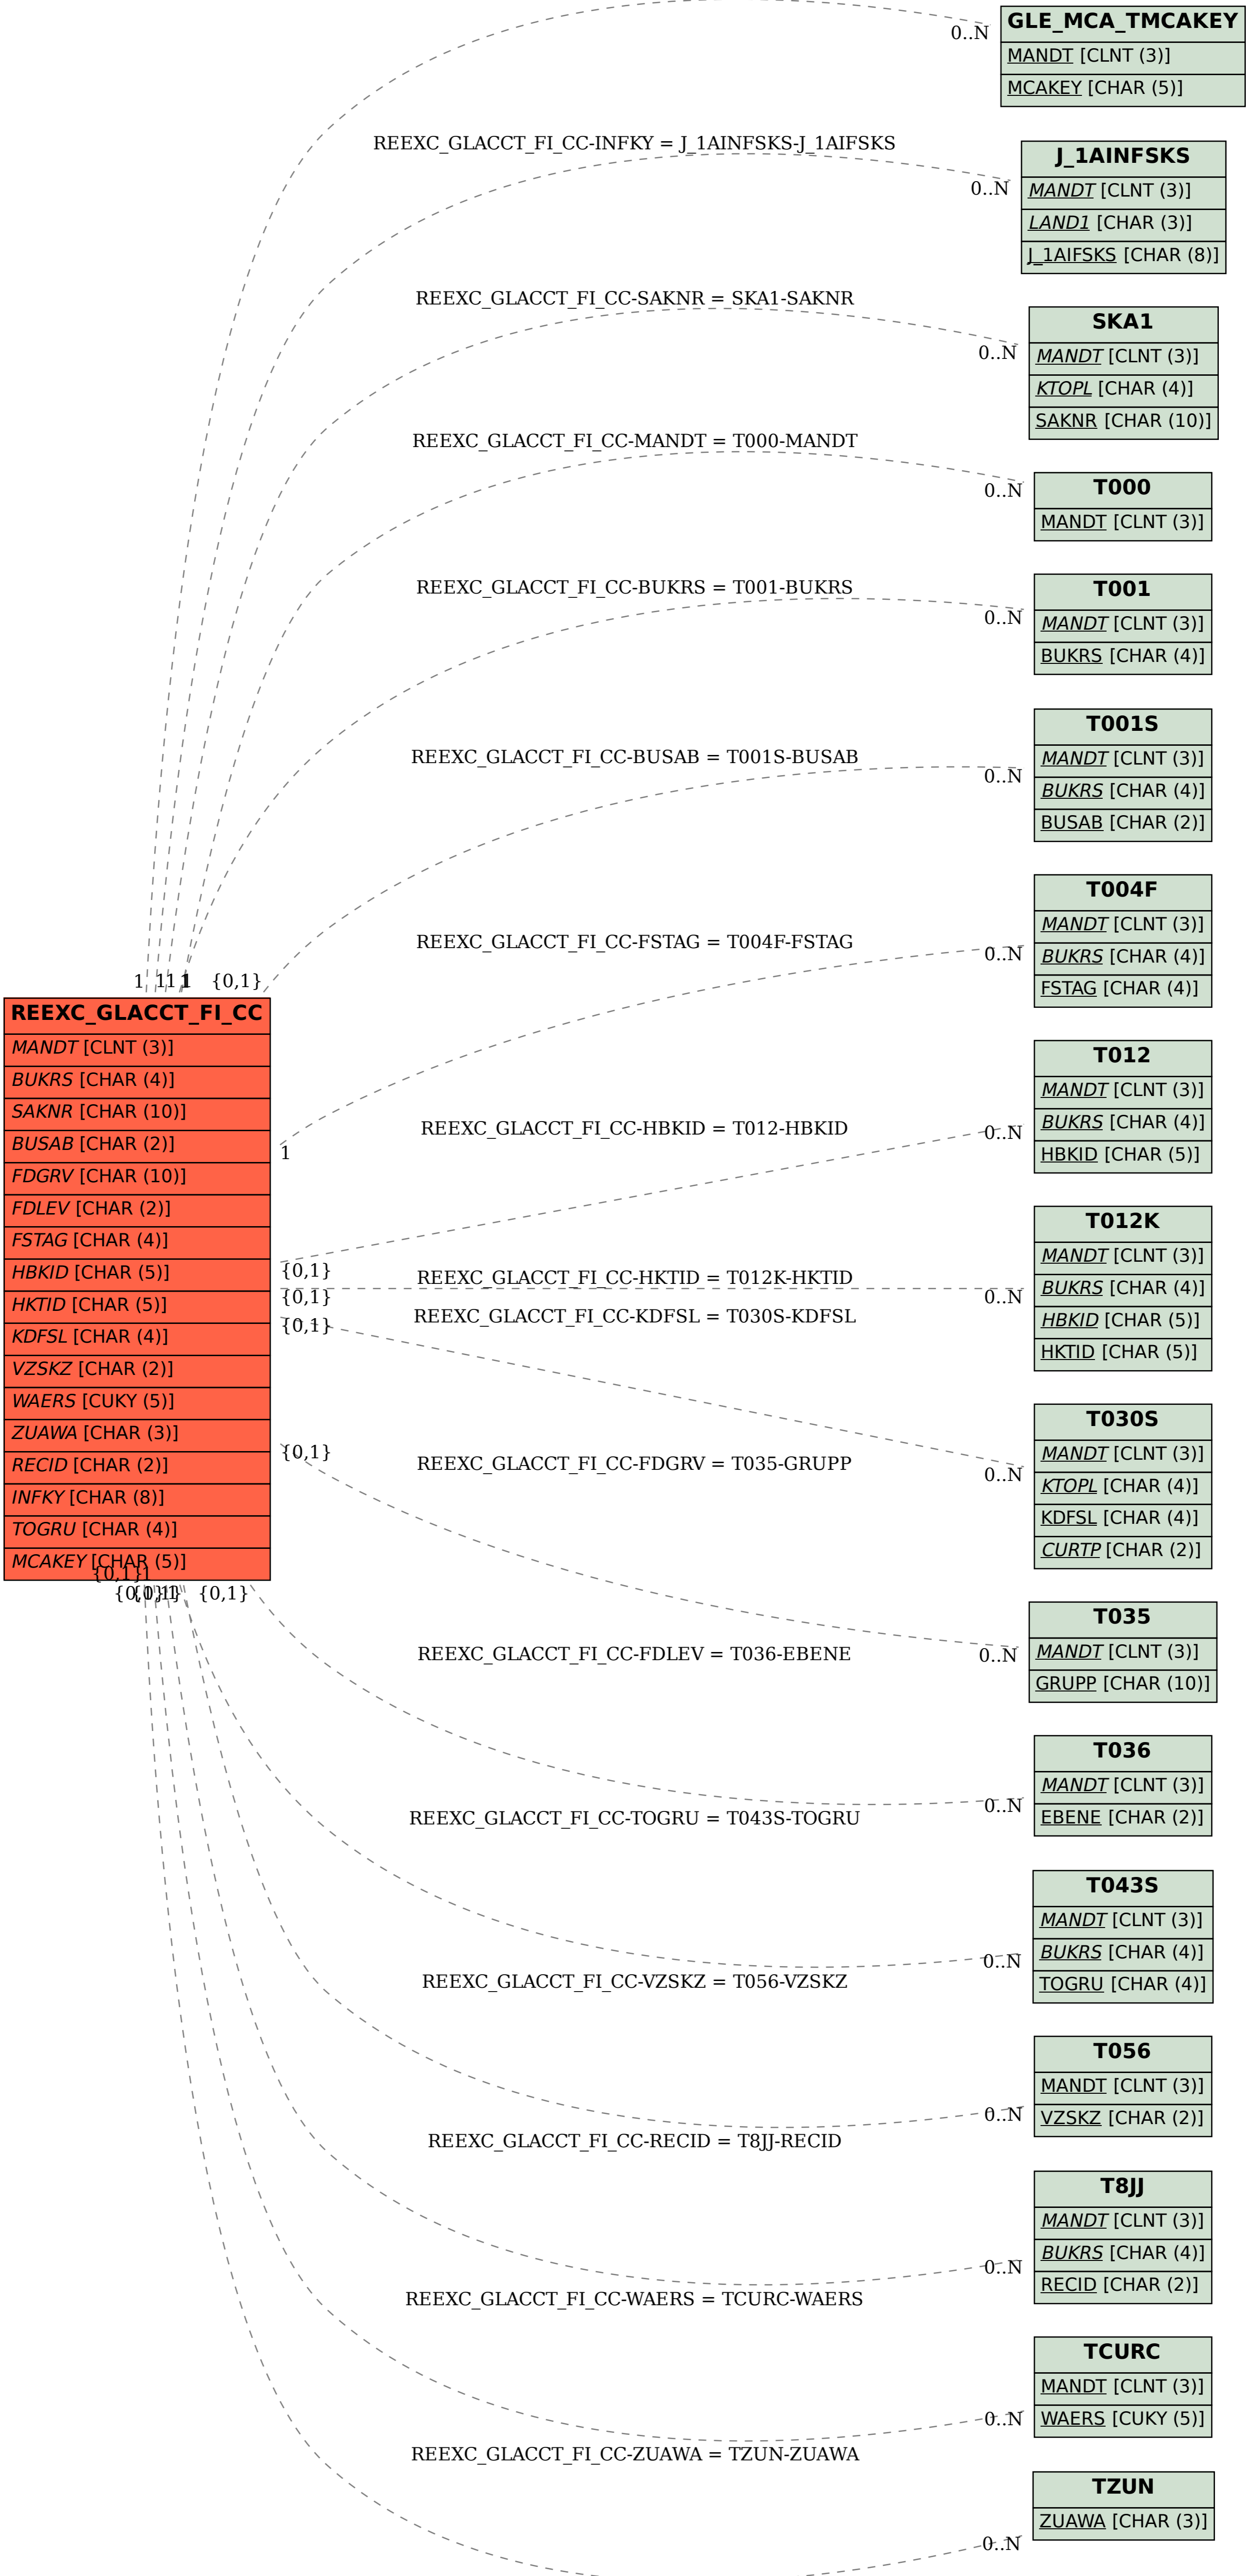 GLE_MCA_TMCAKEY
0..N
MANDT [CLNT (3)]
MCAKEY [CHAR (5)]
REEXC_GLACCT_FI_CC-INFKY = J_1AINFSKS-J_1AIFSKS
J_1AINFSKS
0..N
MANDT [CLNT (3)]
LAND1 [CHAR (3)]
J_1AIFSKS [CHAR (8)]
REEXC_GLACCT_FI_CC-SAKNR = SKA1-SAKNR
SKA1
0..N
MANDT [CLNT (3)]
KTOPL [CHAR (4)]
SAKNR [CHAR (10)]
REEXC_GLACCT_FI_CC-MANDT = T000-MANDT
T000
0..N
MANDT [CLNT (3)]
REEXC_GLACCT_FI_CC-BUKRS = T001-BUKRS
T001
0..N
MANDT [CLNT (3)]
BUKRS [CHAR (4)]
REEXC_GLACCT_FI_CC-BUSAB = T001S-BUSAB
T001S
0..N
MANDT [CLNT (3)]
BUKRS [CHAR (4)]
BUSAB [CHAR (2)]
REEXC_GLACCT_FI_CC-FSTAG = T004F-FSTAG
T004F
0..N
MANDT [CLNT (3)]
BUKRS [CHAR (4)]
FSTAG [CHAR (4)]
1 1 1 1 1 {0,1}
REEXC_GLACCT_FI_CC
MANDT [CLNT (3)]
BUKRS [CHAR (4)]
SAKNR [CHAR (10)]
BUSAB [CHAR (2)]
FDGRV [CHAR (10)]
FDLEV [CHAR (2)]
FSTAG [CHAR (4)]
HBKID [CHAR (5)]
HKTID [CHAR (5)]
KDFSL [CHAR (4)]
VZSKZ [CHAR (2)]
WAERS [CUKY (5)]
ZUAWA [CHAR (3)]
RECID [CHAR (2)]
INFKY [CHAR (8)]
TOGRU [CHAR (4)]
MCAKEY [CHAR (5)]
1
{0,1}
{0,1}
{0,1}
{0,1}
{0,1}
{0,1}
REEXC_GLACCT_FI_CC-HBKID = T012-HBKID
T012
0..N
MANDT [CLNT (3)]
BUKRS [CHAR (4)]
HBKID [CHAR (5)]
REEXC_GLACCT_FI_CC-HKTID = T012K-HKTID
T012K
0..N
MANDT [CLNT (3)]
BUKRS [CHAR (4)]
HBKID [CHAR (5)]
HKTID [CHAR (5)]
REEXC_GLACCT_FI_CC-KDFSL = T030S-KDFSL
T030S
0..N
MANDT [CLNT (3)]
KTOPL [CHAR (4)]
KDFSL [CHAR (4)]
CURTP [CHAR (2)]
REEXC_GLACCT_FI_CC-FDGRV = T035-GRUPP
T035
0..N
MANDT [CLNT (3)]
GRUPP [CHAR (10)]
REEXC_GLACCT_FI_CC-FDLEV = T036-EBENE
T036
0..N
MANDT [CLNT (3)]
EBENE [CHAR (2)]
REEXC_GLACCT_FI_CC-TOGRU = T043S-TOGRU
T043S
0..N
MANDT [CLNT (3)]
BUKRS [CHAR (4)]
TOGRU [CHAR (4)]
REEXC_GLACCT_FI_CC-VZSKZ = T056-VZSKZ
T056
0..N
MANDT [CLNT (3)]
VZSKZ [CHAR (2)]
REEXC_GLACCT_FI_CC-RECID = T8JJ-RECID
T8JJ
0..N
MANDT [CLNT (3)]
BUKRS [CHAR (4)]
RECID [CHAR (2)]
REEXC_GLACCT_FI_CC-WAERS = TCURC-WAERS
TCURC
0..N
MANDT [CLNT (3)]
WAERS [CUKY (5)]
REEXC_GLACCT_FI_CC-ZUAWA = TZUN-ZUAWA
TZUN
0..N
ZUAWA [CHAR (3)]